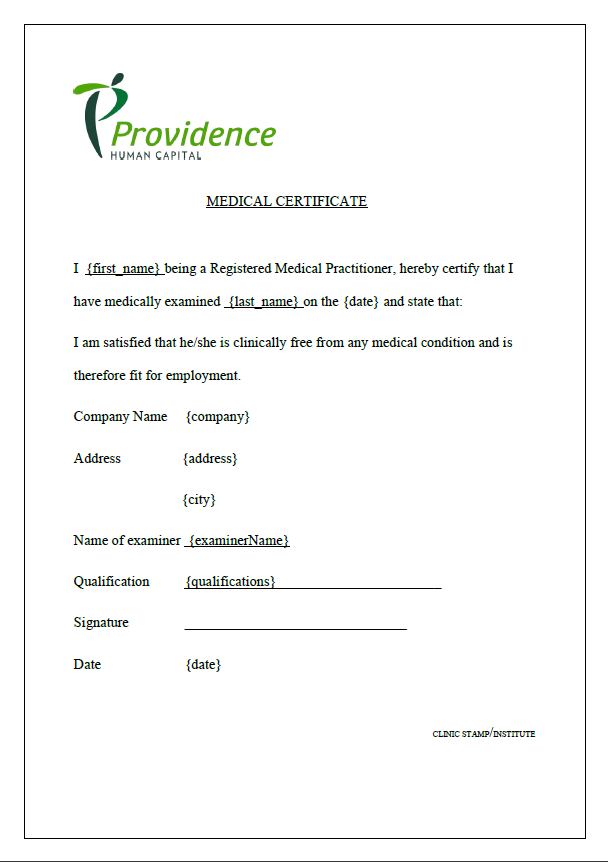 Providence
HUMAN CAPITAL
MEDICAL CERTIFICATE
I {first_name} being a Registered Medical Practitioner, hereby certify that I
have medically examined {last_name} on the {date} and state that:
I am satisfied that he/she is clinically free from any medical condition and is
therefore fit for employment.
Company Name {company}
Address {address}
{city}
Name of examiner {examinerName}
Qualification {qualifications}
Signature
Date {date}
CLINIC STAMP/INSTITUTE